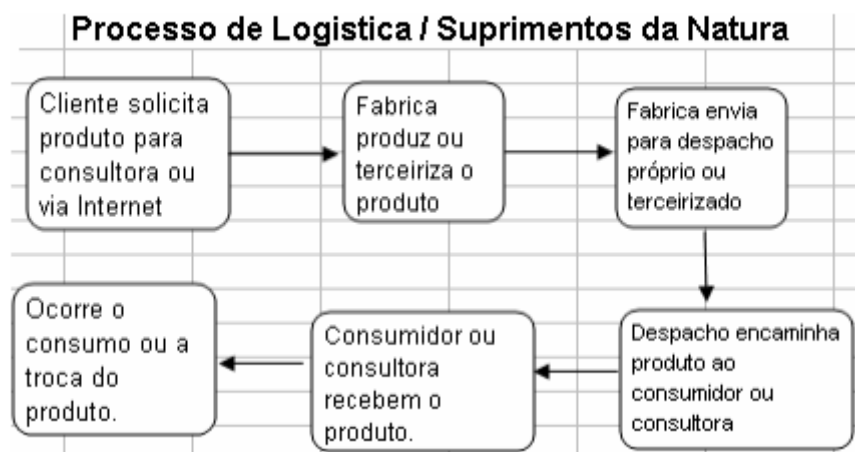 Processo de Logistica / Suprimentos da Natura
Cliente solicita
produto para
consultora ou
via Internet
Fabrica
produz ou
terceiriza o
produto
Fabrica envia
para despacho
próprio ou
terceirizado
Despacho encaminha
produto ao
consumidor ou
consultora
Consumidor ou
consultora
recebem o
produto.
Ocorre o
consumo ou a
troca do
produto.